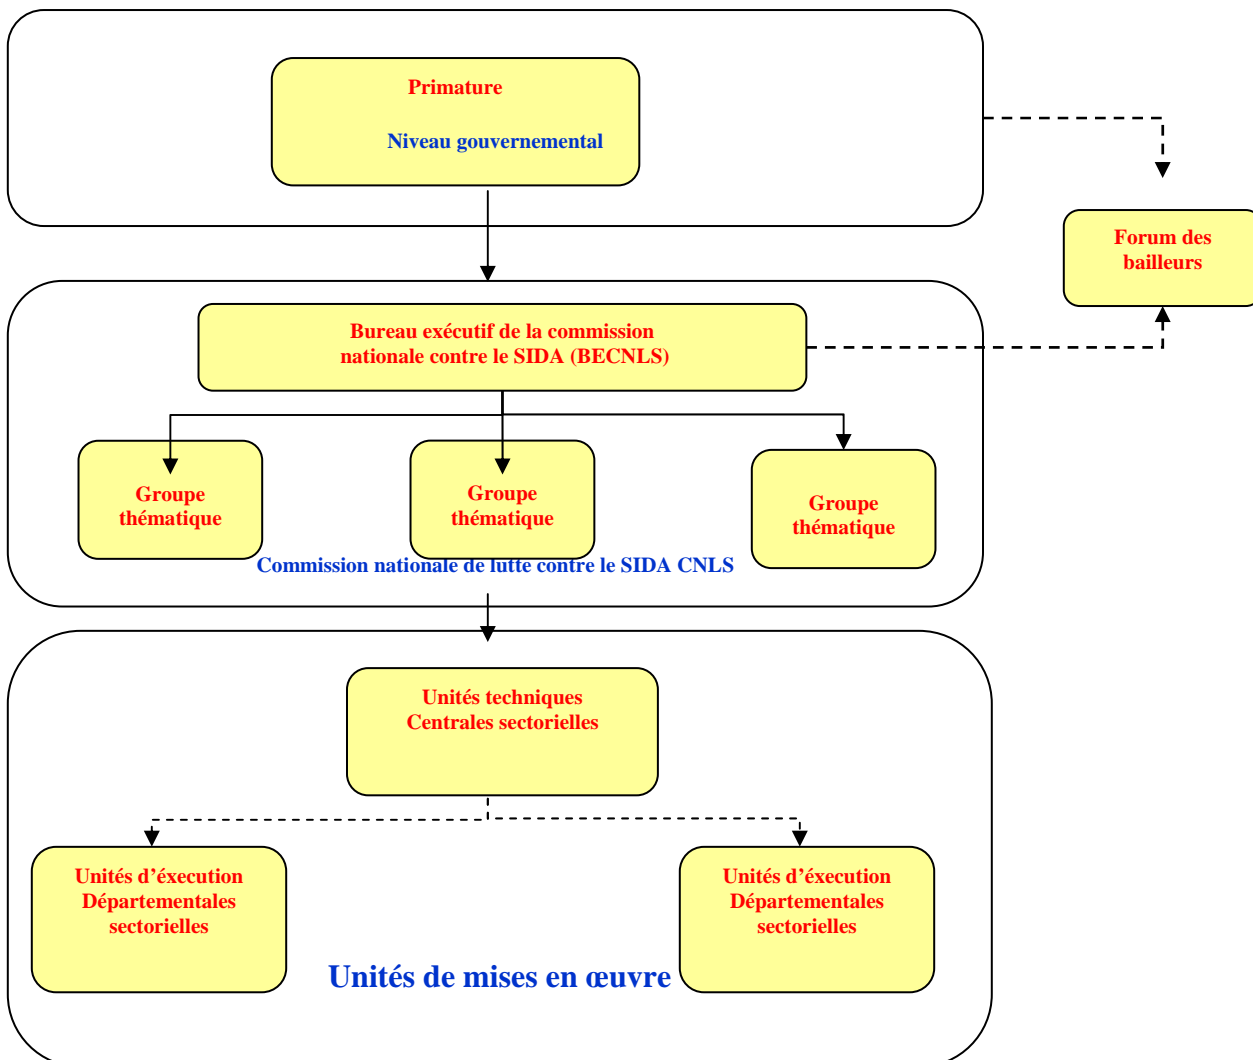 Primature
Niveau gouvernemental
Forum des
bailleurs
Bureau exécutif de la commission
nationale contre le SIDA (BECNLS)
Groupe
thématique
Groupe
thématique
Groupe
thématique
Commission nationale de lutte contre le SIDA CNLS
Unités techniques
Centrales sectorielles
Unités d’éxecution
Départementales
sectorielles
Unités d’éxecution
Départementales
sectorielles
Unités de mises en œuvre